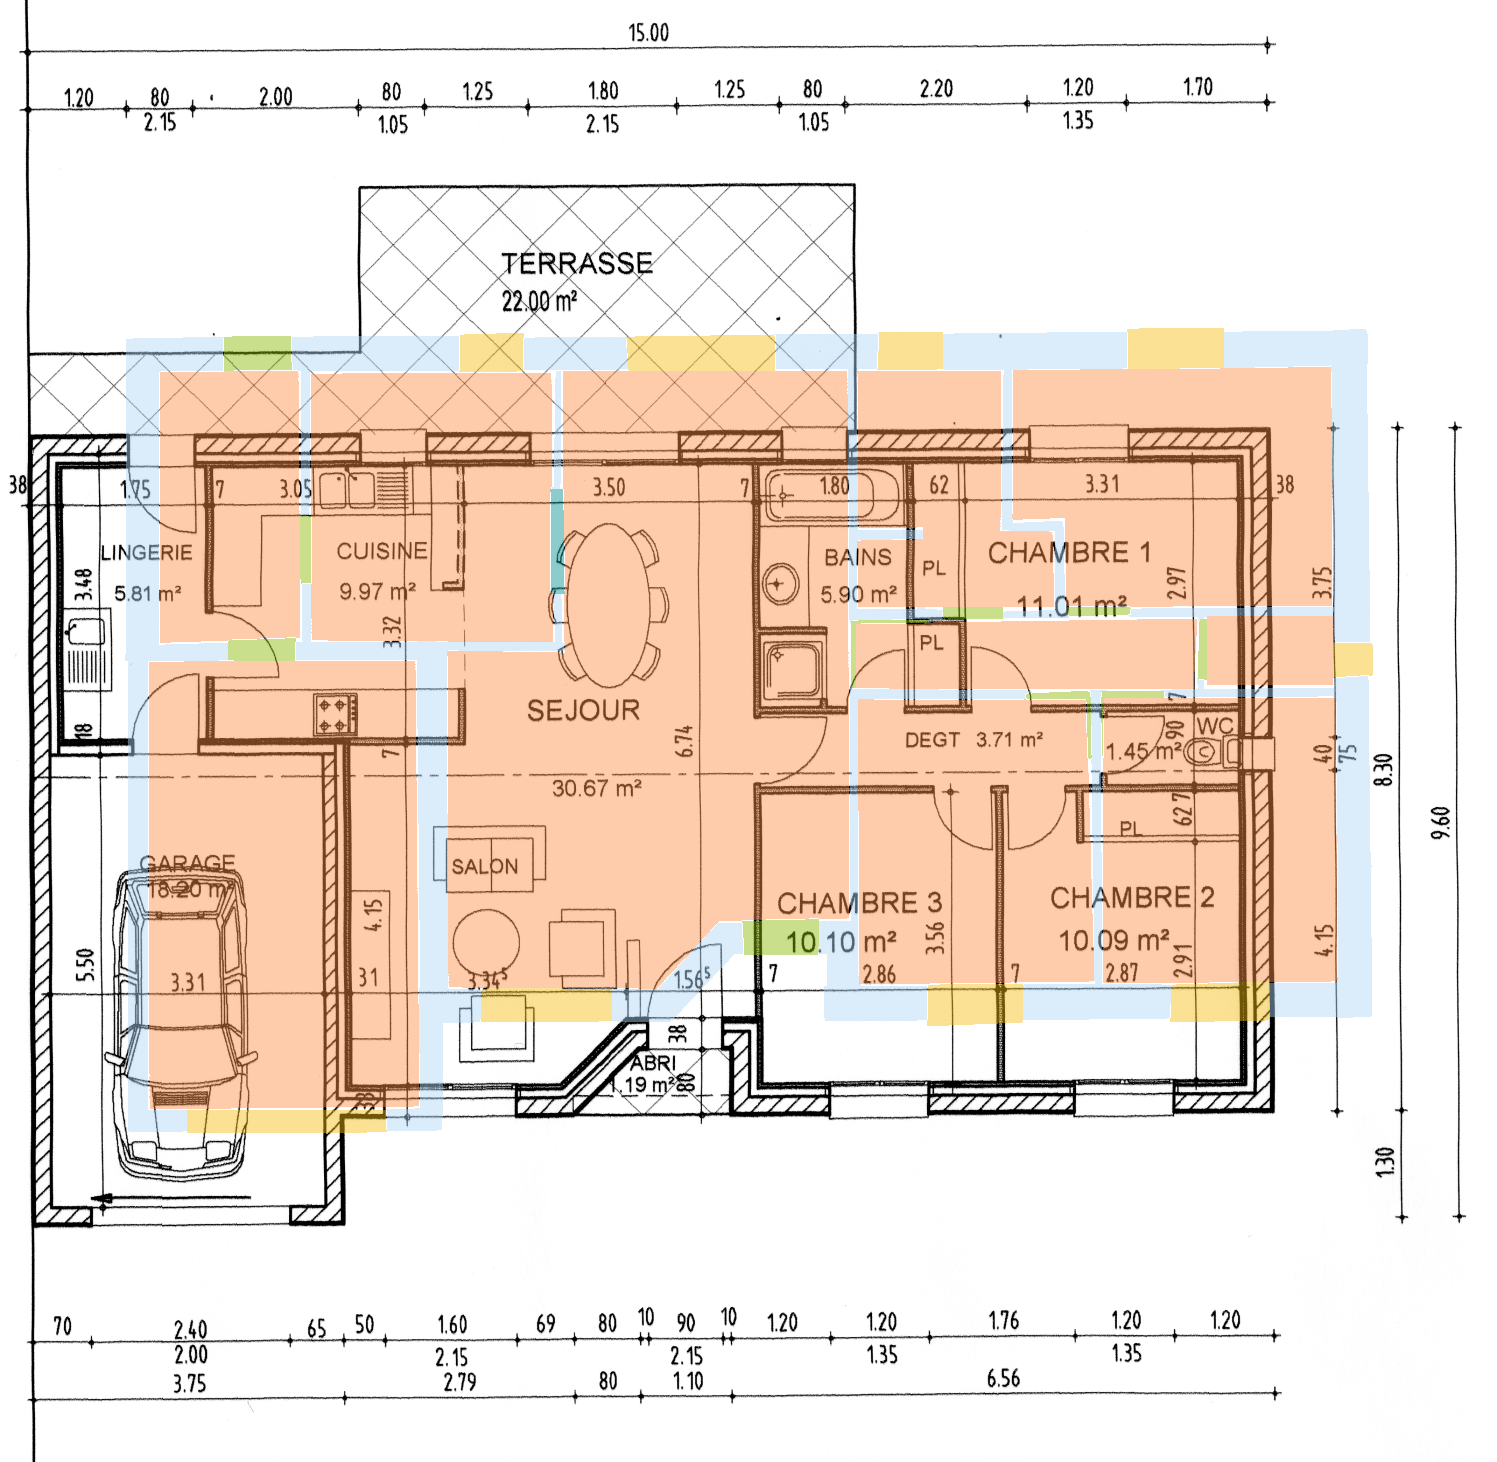 15.00
1.20 80 2.00 80 1.25 1.80 1.25 80 2.20 1.20 1.70
2.15 1.05 2.15 1.05 1.35
TERRASSE
22.00 m²
38 1.75 7 3.05 3.50 7 1.80 62 3.31 38
LINGERIE
5.81 m²
3.48
CUISINE
9.97 m²
3.32
BAINS
5.90 m²
PL
CHAMBRE 1
11.01 m²
2.97
3.75
PL
SEJOUR
30.67 m²
6.74
18
7
DEGT 3.71 m²
7
90
WC
1.45 m²
40
75
8.30
9.60
GARAGE
18.20 m²
SALON
4.15
CHAMBRE 3
10.10 m²
3.56
PL
62 7
CHAMBRE 2
10.09 m²
2.91
4.15
5.50
3.31
31
3.34⁵
1.56⁵
7
2.86
7
2.87
38
ABRI
1.19 m²
80
38
1.30
70 2.40 65 50 1.60 69 80 10 90 10 1.20 1.20 1.76 1.20 1.20
2.00 2.15 2.15 1.35 1.35
3.75 2.79 80 1.10 6.56